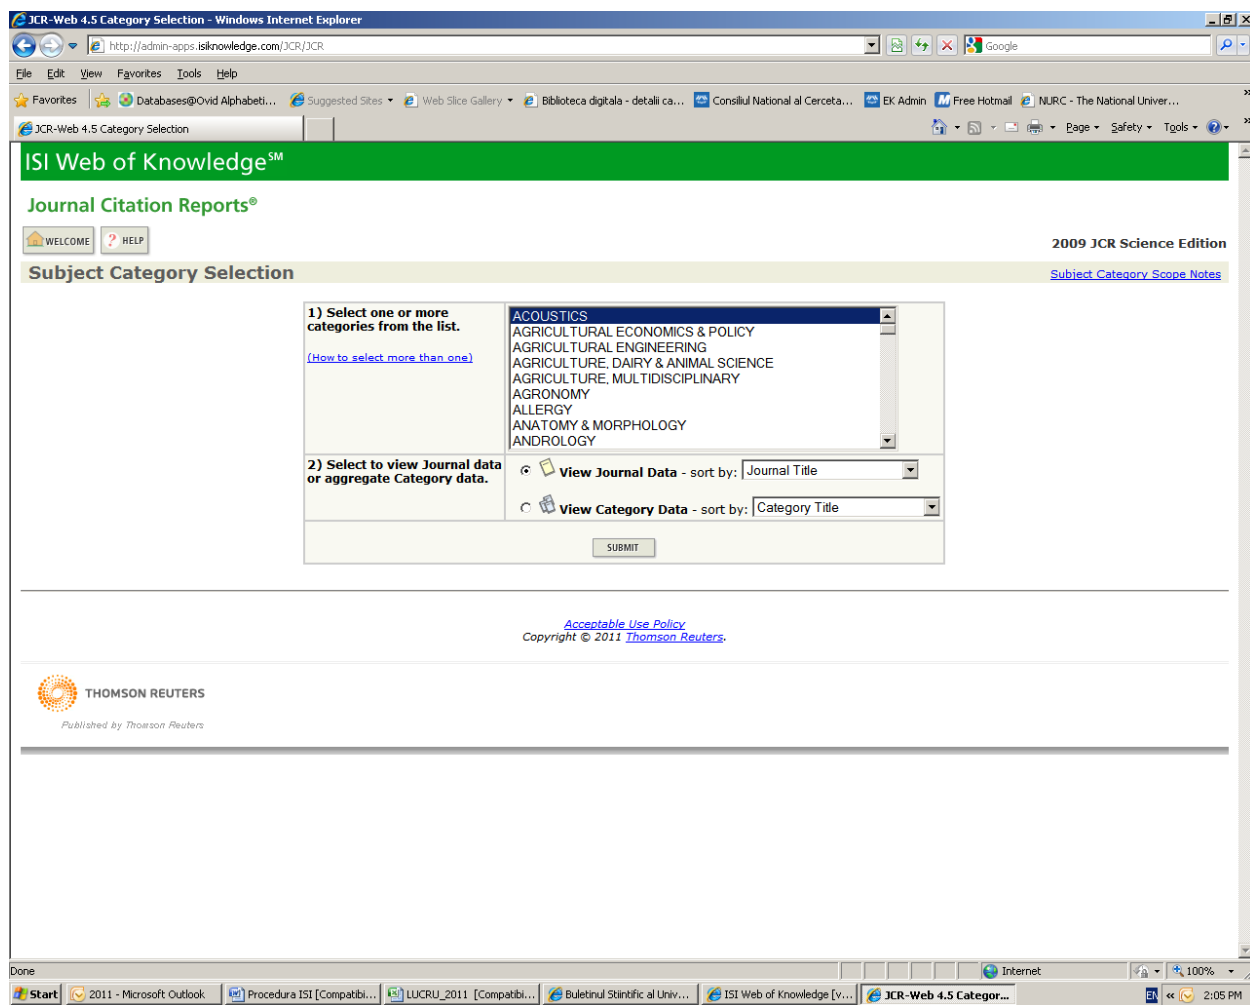 JCR-Web 4.5 Category Selection - Windows Internet Explorer
http://admin-apps.isiknowledge.com/JCR/JCR
Google
File Edit View Favorites Tools Help
Favorites Databases@Ovid Alphabeti... Suggested Sites Web Slice Gallery Biblioteca digitala - detalii ca... Consiliul National al Cerceta... EK Admin Free Hotmail NURC - The National Univer...
JCR-Web 4.5 Category Selection
Page Safety Tools
ISI Web of Knowledge℠
Journal Citation Reports®
WELCOME ? HELP
2009 JCR Science Edition
Subject Category Selection
Subject Category Scope Notes
1) Select one or more
categories from the list.
(How to select more than one)
ACOUSTICS
AGRICULTURAL ECONOMICS & POLICY
AGRICULTURAL ENGINEERING
AGRICULTURE, DAIRY & ANIMAL SCIENCE
AGRICULTURE, MULTIDISCIPLINARY
AGRONOMY
ALLERGY
ANATOMY & MORPHOLOGY
ANDROLOGY
2) Select to view Journal data
or aggregate Category data.
View Journal Data - sort by: Journal Title
View Category Data - sort by: Category Title
SUBMIT
Acceptable Use Policy
Copyright © 2011 Thomson Reuters.
THOMSON REUTERS
Published by Thomson Reuters
Done
Internet
100%
Start 2011 - Microsoft Outlook Procedura ISI [Compatibi... LUCRU_2011 [Compatibi... Buletinul Stiintific al Univ... ISI Web of Knowledge [v... JCR-Web 4.5 Categor... EN « 2:05 PM